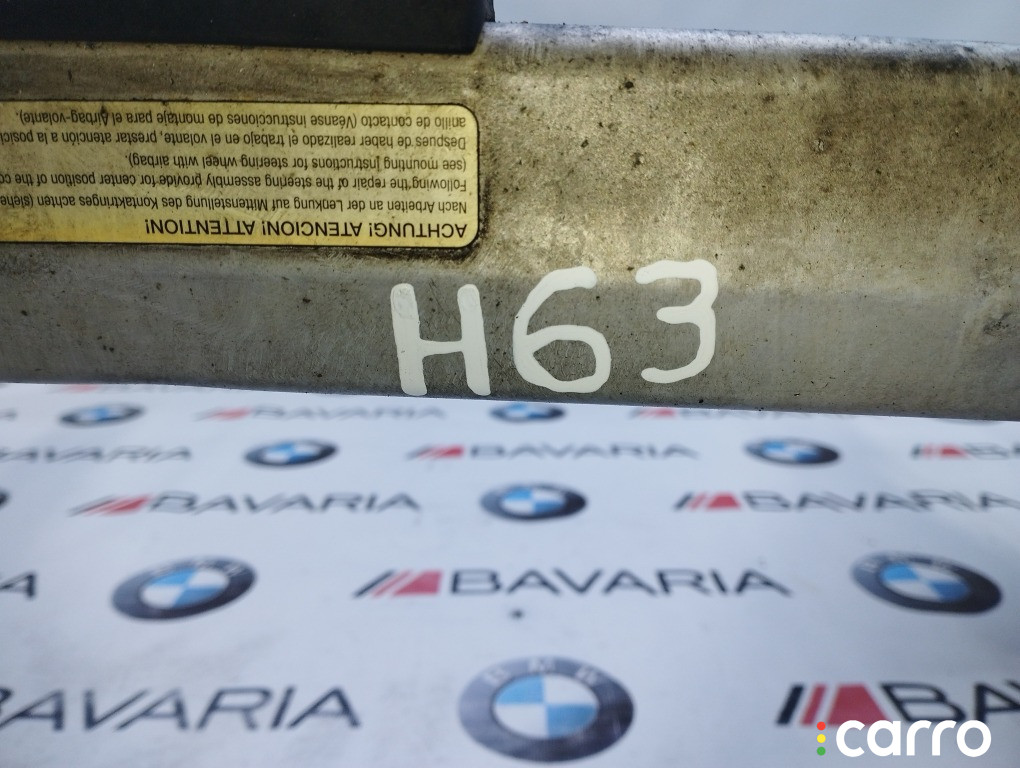 ACHTUNG! ATENCION! ATTENTION!
Nach Arbeiten an der Lenkung auf Mittenstellung des Kontaktringes achten (siehe
Following the repair of the steering assembly provide for center position of the co
(see mounting instructions for steering wheel with airbag).
Despues de haber realizado el trabajo en el volante, prestar atención a la posici
anillo de contacto (Véanse instrucciones de montaje para el Airbag-volante).
H63
BAVARIA
BAVARIA
BAVARIA
BAVARIA
BMW
BAVARIA
BAVA
carro